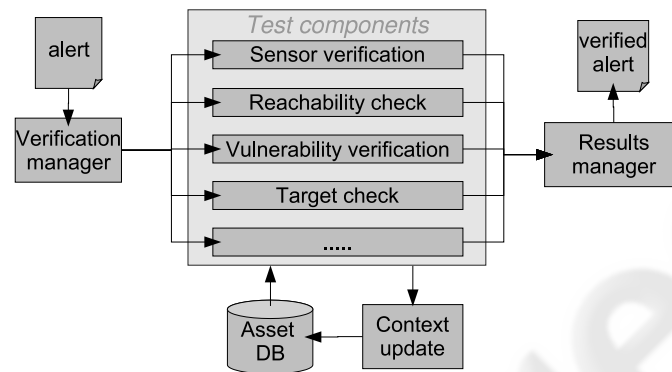 Test components
alert
Sensor verification
verified
alert
Reachability check
Verification
manager
Vulnerability verification
Results
manager
Target check
.....
Asset
DB
Context
update